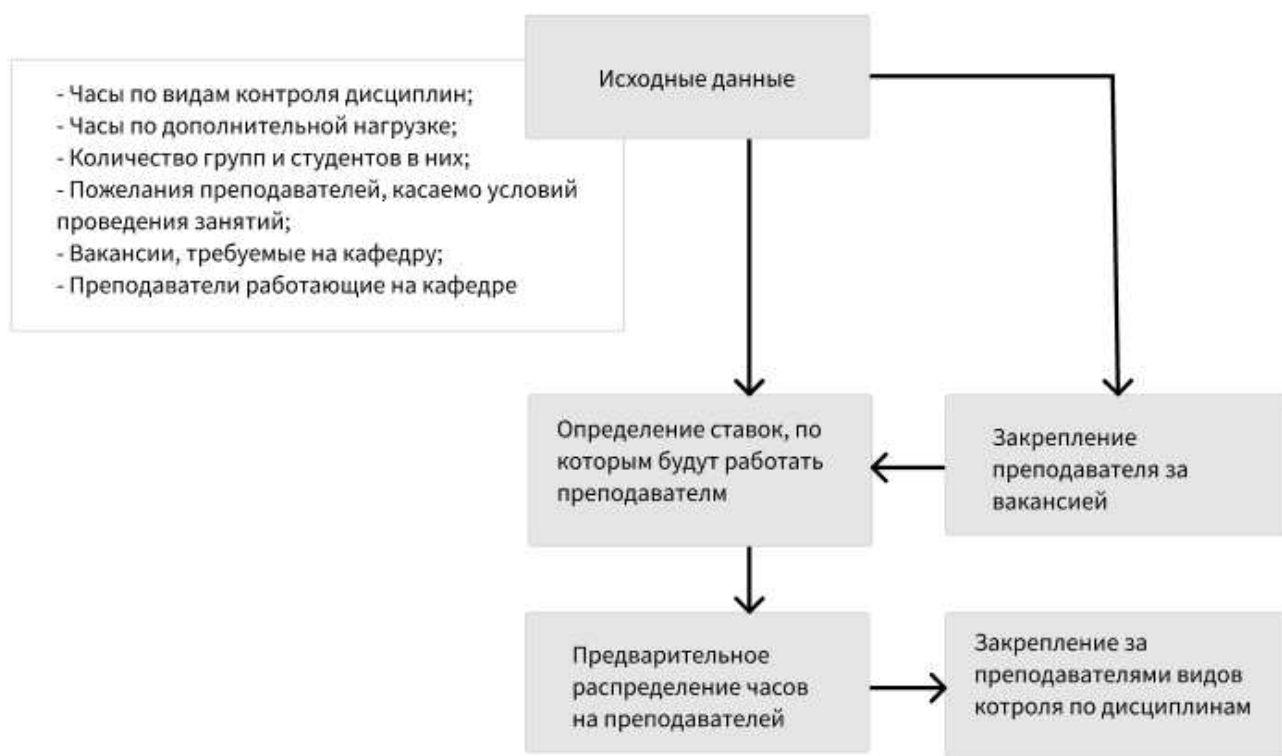 Исходные данные
- Часы по видам контроля дисциплин;
- Часы по дополнительной нагрузке;
- Количество групп и студентов в них;
- Пожелания преподавателей, касаемо условий
проведения занятий;
- Вакансии, требуемые на кафедру;
- Преподаватели работающие на кафедре
Определение ставок, по
которым будут работать
преподавателм
Закрепление
преподавателя за
вакансией
Предварительное
распределение часов
на преподавателей
Закрепление за
преподавателями видов
котроля по дисциплинам